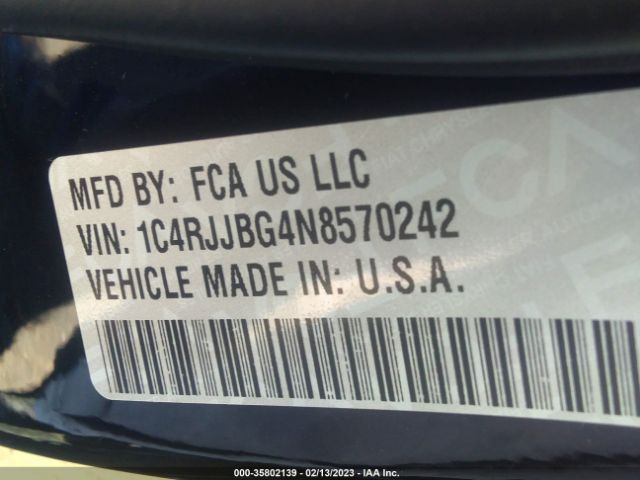 MFD BY: FCA US LLC
VIN: 1C4RJJBG4N8570242
VEHICLE MADE IN: U.S.A.
000-35802139 - 02/13/2023 - IAA Inc.